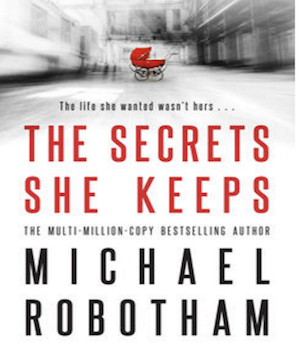 The life she wanted wasn't hers . . .
THE SECRETS
SHE KEEPS
THE MULTI-MILLION-COPY BESTSELLING AUTHOR
MICHAEL
ROBOTHAM